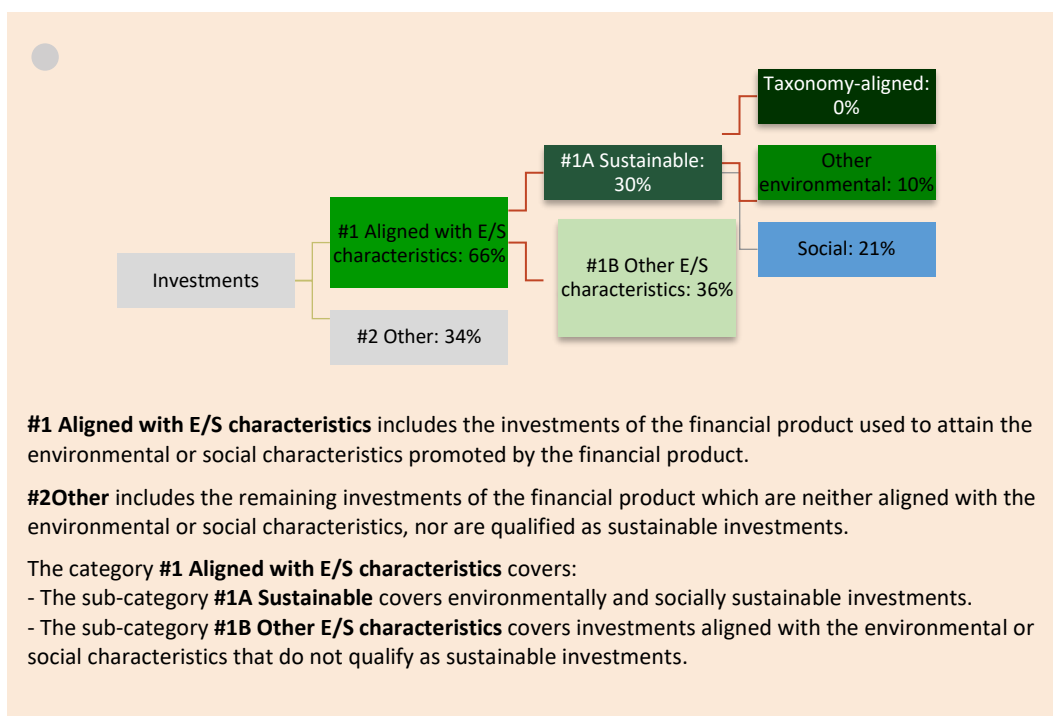 Taxonomy-aligned:
0%
#1A Sustainable:
30%
Other
environmental: 10%
#1 Aligned with E/S
characteristics: 66%
Social: 21%
#1B Other E/S
characteristics: 36%
Investments
#2 Other: 34%
#1 Aligned with E/S characteristics includes the investments of the financial product used to attain the
environmental or social characteristics promoted by the financial product.
#2Other includes the remaining investments of the financial product which are neither aligned with the
environmental or social characteristics, nor are qualified as sustainable investments.
The category #1 Aligned with E/S characteristics covers:
- The sub-category #1A Sustainable covers environmentally and socially sustainable investments.
- The sub-category #1B Other E/S characteristics covers investments aligned with the environmental or
social characteristics that do not qualify as sustainable investments.